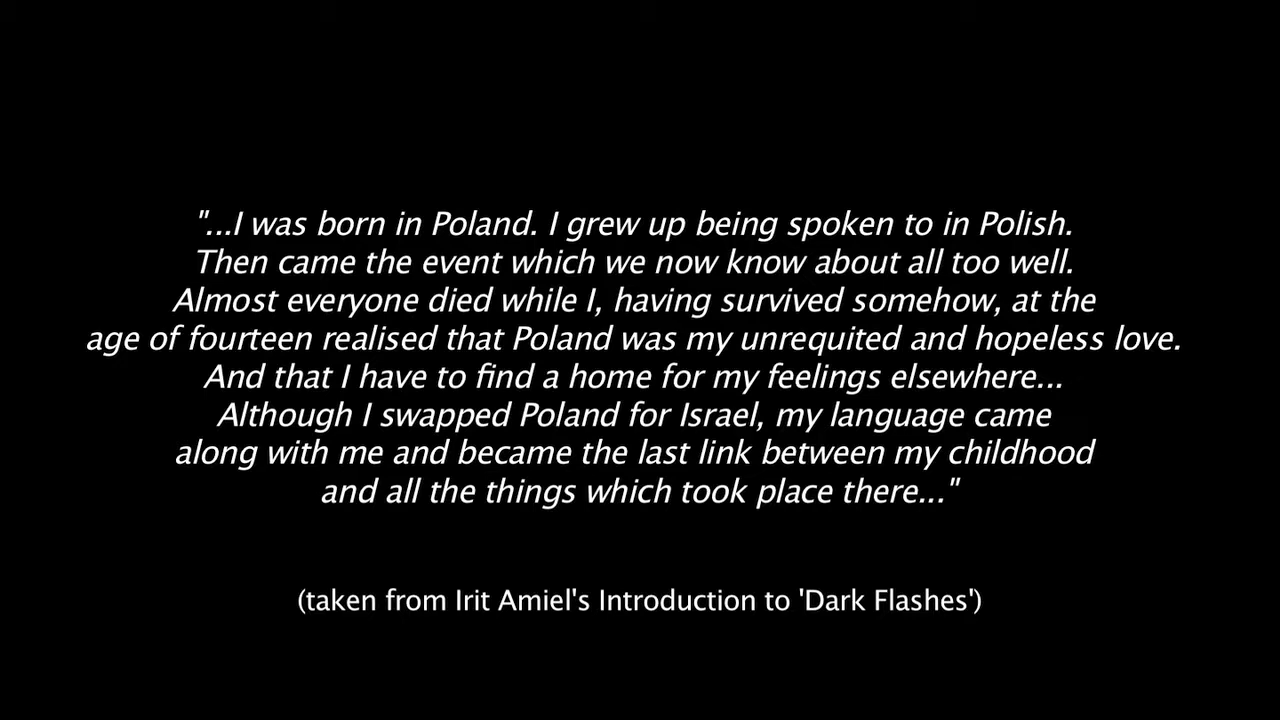 "...I was born in Poland. I grew up being spoken to in Polish.
Then came the event which we now know about all too well.
Almost everyone died while I, having survived somehow, at the
age of fourteen realised that Poland was my unrequited and hopeless love.
And that I have to find a home for my feelings elsewhere...
Although I swapped Poland for Israel, my language came
along with me and became the last link between my childhood
and all the things which took place there..."
(taken from Irit Amiel's Introduction to 'Dark Flashes')